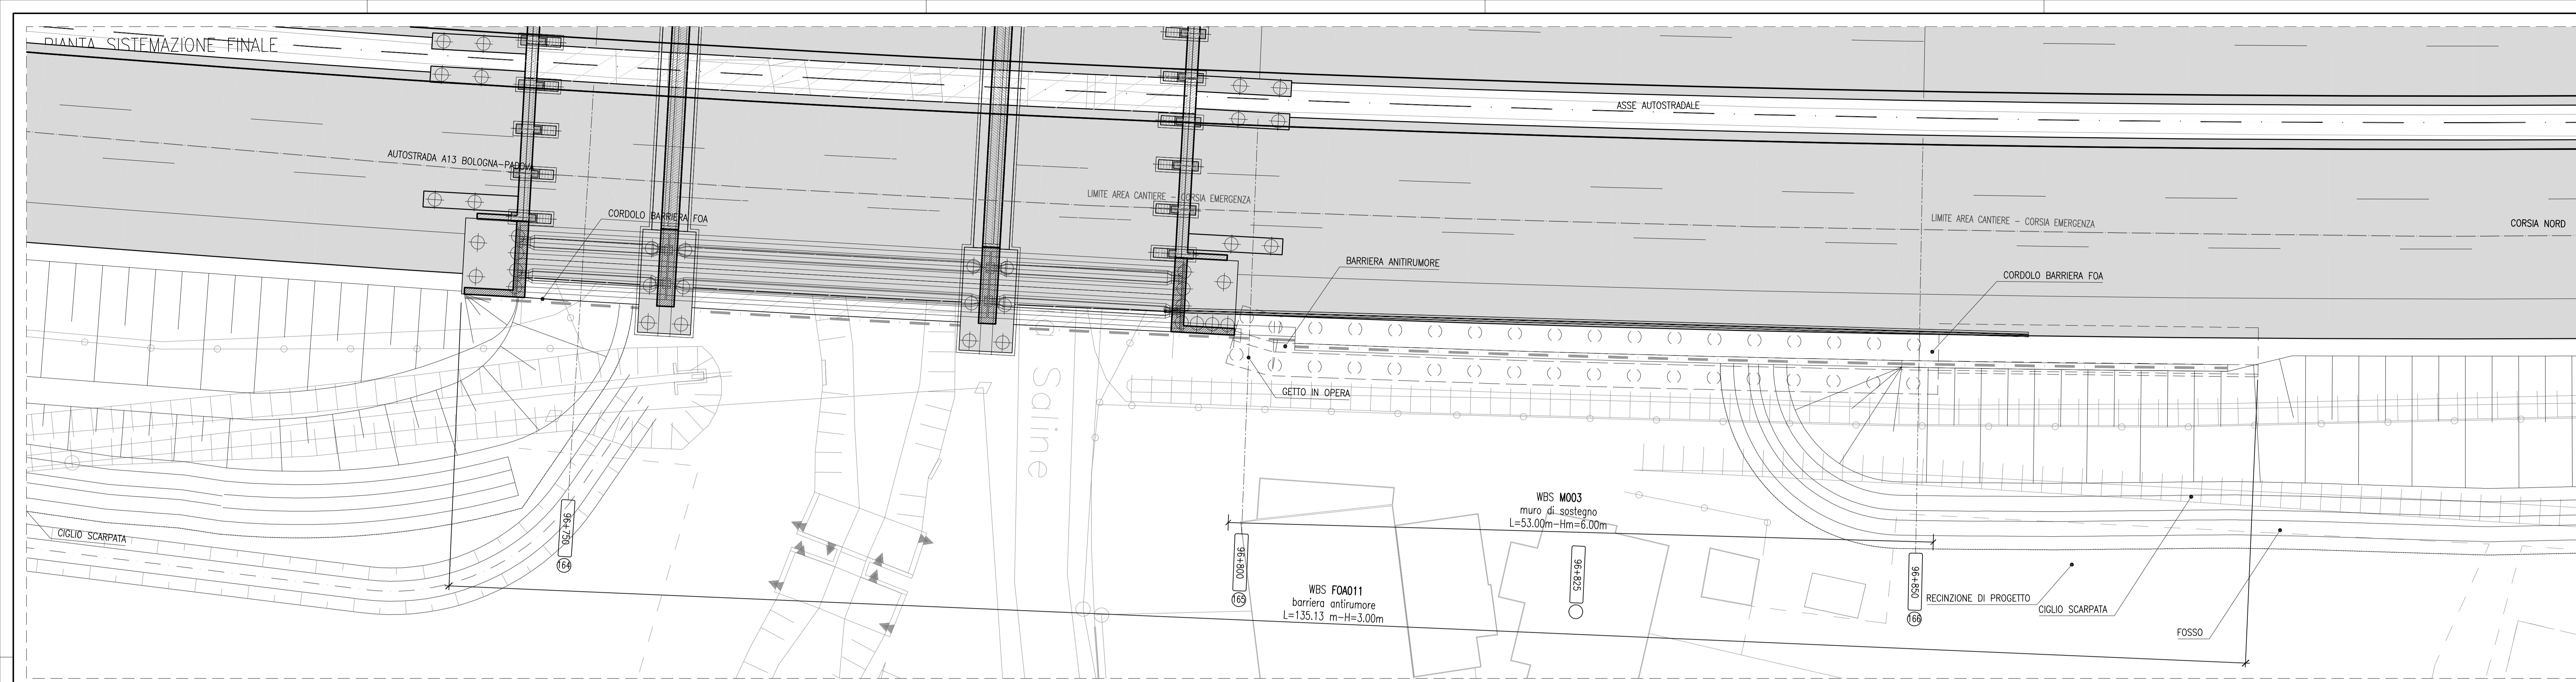 PIANTA SISTEMAZIONE FINALE
ASSE AUTOSTRADALE
AUTOSTRADA A13 BOLOGNA-PADOVA
LIMITE AREA CANTIERE - CORSIA EMERGENZA
CORDOLO BARRIERA FOA
LIMITE AREA CANTIERE - CORSIA EMERGENZA
CORSIA NORD
BARRIERA ANITIRUMORE
CORDOLO BARRIERA FOA
GETTO IN OPERA
Saline
CIGLIO SCARPATA
96+750
164
96+800
165
WBS M003
muro di sostegno
L=53.00m-Hm=6.00m
96+825
96+850
166
WBS FOA011
barriera antirumore
L=135.13 m-H=3.00m
RECINZIONE DI PROGETTO
CIGLIO SCARPATA
FOSSO